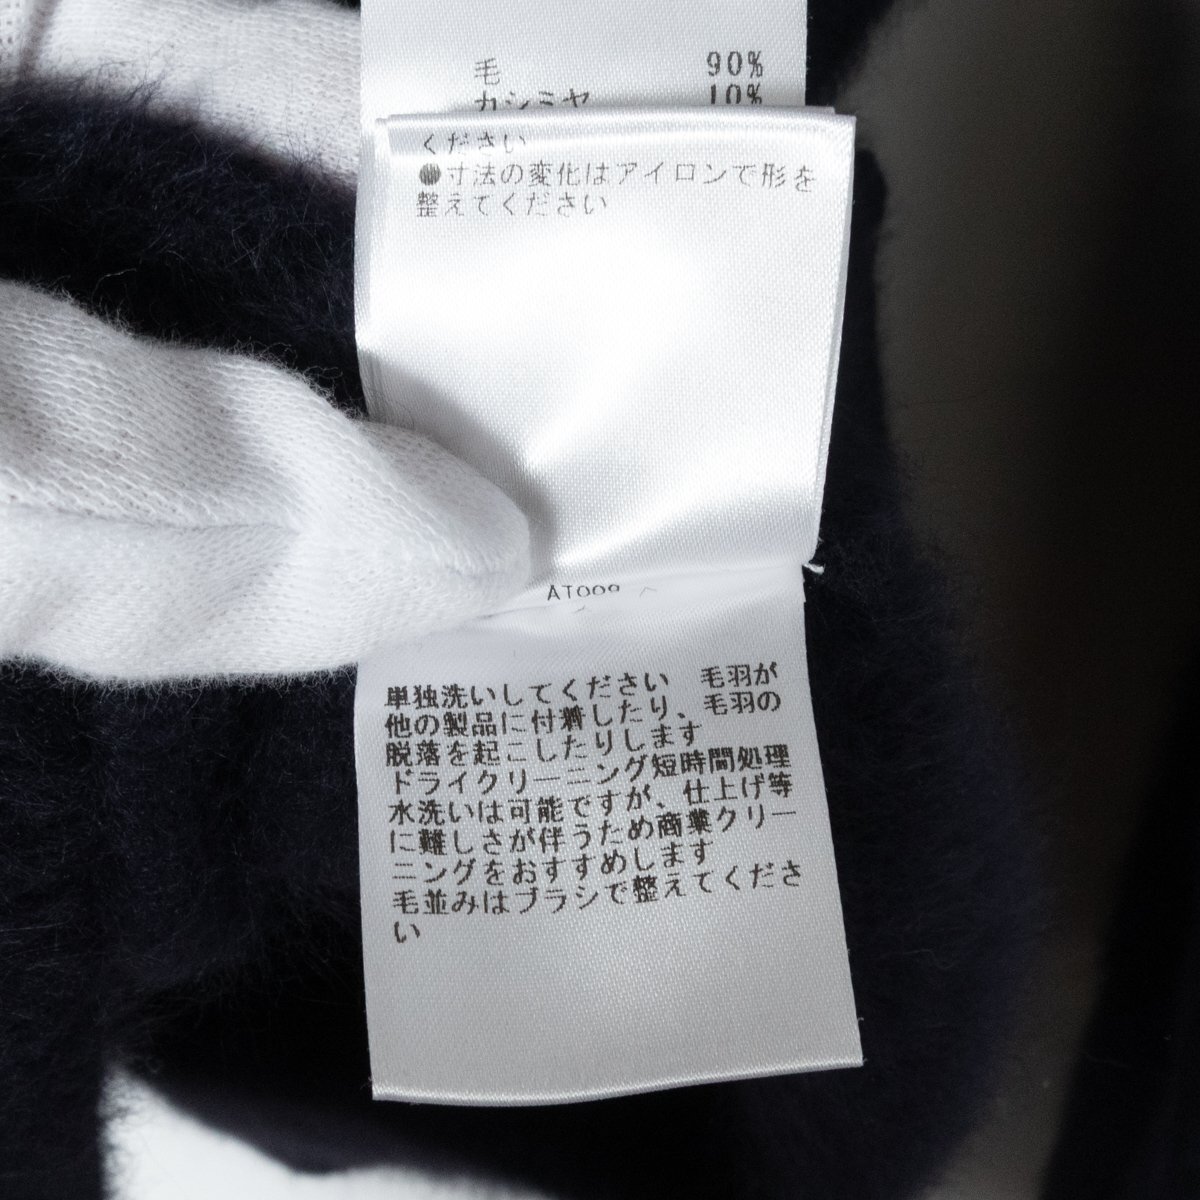 毛 90%
カシミヤ 10%
ください
●寸法の変化はアイロンで形を
整えてください
AT009
単独洗いしてください 毛羽が
他の製品に付着したり、毛羽の
脱落を起こしたりします
ドライクリーニング短時間処理
水洗いは可能ですが、仕上げ等
に難しさが伴うため商業クリー
ニングをおすすめします
毛並みはブラシで整えてくださ
い